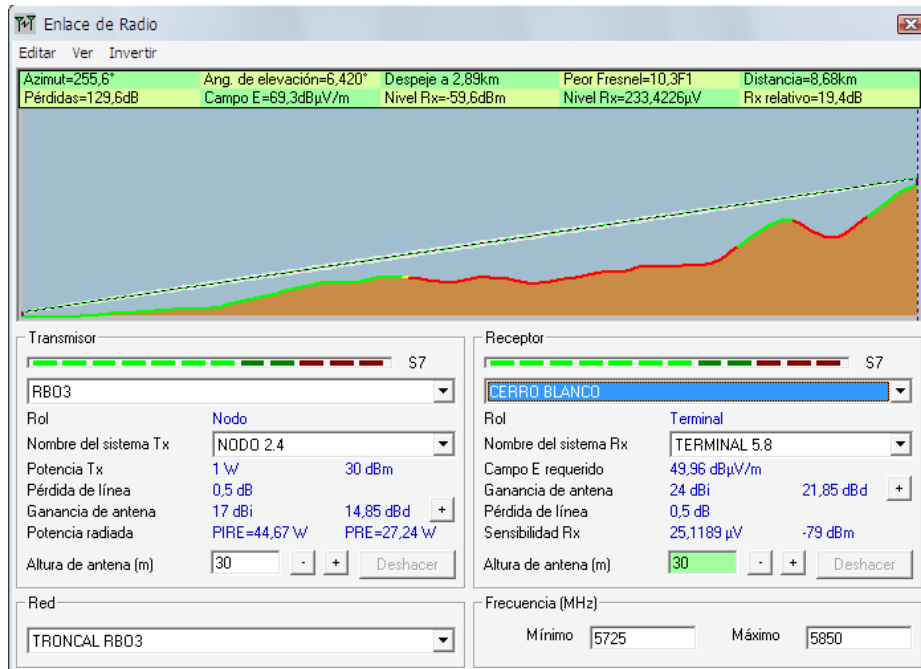 Enlace de Radio
Editar Ver Invertir
Azimut=255,6° Ang. de elevación=6,420° Despeje a 2,89km Peor Fresnel=10,3F1 Distancia=8,68km
Pérdidas=129,6dB Campo E=69,3dBµV/m Nivel Rx=-59,6dBm Nivel Rx=233,4226µV Rx relativo=19,4dB
Transmisor
S7
RB03
Rol Nodo
Nombre del sistema Tx NODO 2.4
Potencia Tx 1 W 30 dBm
Pérdida de línea 0,5 dB
Ganancia de antena 17 dBi 14,85 dBd +
Potencia radiada PIRE=44,67 W PRE=27,24 W
Altura de antena (m) 30 - + Deshacer
Receptor
S7
CERRO BLANCO
Rol Terminal
Nombre del sistema Rx TERMINAL 5.8
Campo E requerido 49,96 dBµV/m
Ganancia de antena 24 dBi 21,85 dBd +
Pérdida de línea 0,5 dB
Sensibilidad Rx 25,1189 µV -79 dBm
Altura de antena (m) 30 - + Deshacer
Red
TRONCAL RB03
Frecuencia (MHz)
Mínimo 5725 Máximo 5850